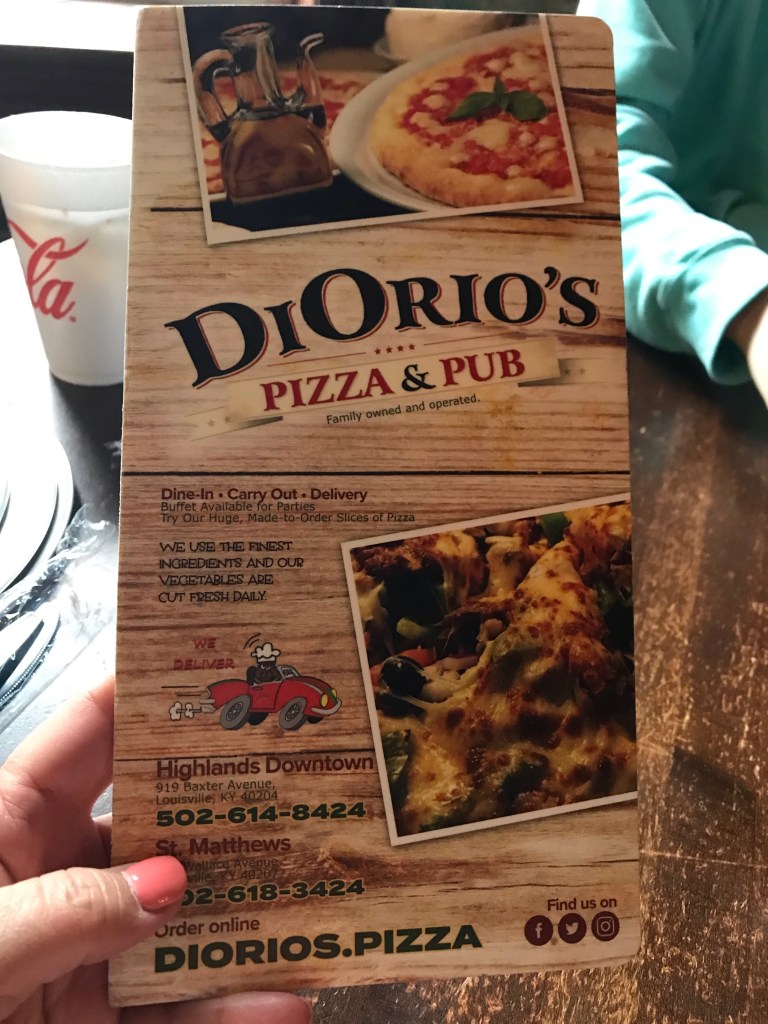 la
DiOrio's
PIZZA & PUB
Family owned and operated.
Dine-In • Carry Out • Delivery
Buffet Available for Parties
Try Our Huge, Made-to-Order Slices of Pizza
WE USE THE FINEST
INGREDIENTS AND OUR
VEGETABLES ARE
CUT FRESH DAILY.
WE
DELIVER
Highlands Downtown
919 Baxter Avenue,
Louisville, KY 40204
502-614-8424
St. Matthews
Wallace Avenue
KY 40207
02-618-3424
Order online
DIORIOS.PIZZA
Find us on